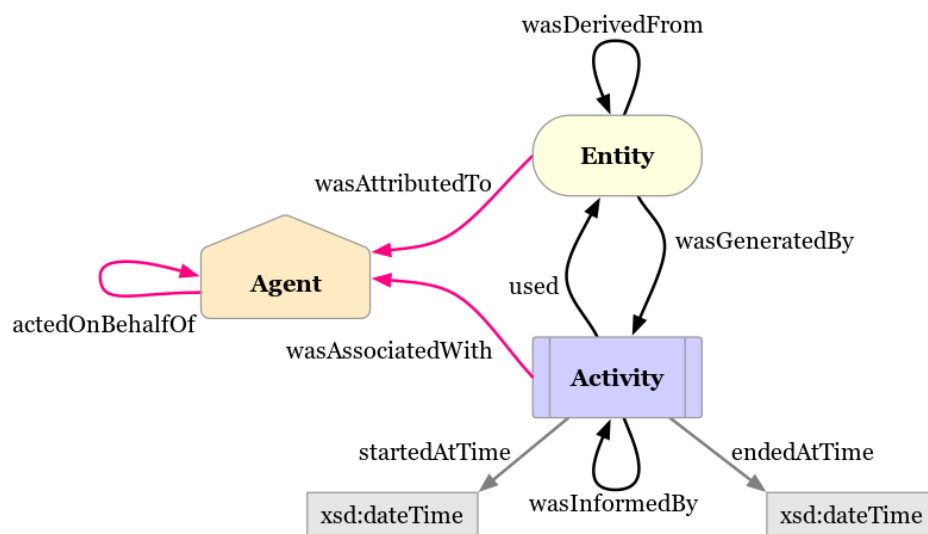 wasDerivedFrom
Entity
wasAttributedTo
wasGeneratedBy
Agent
used
actedOnBehalfOf
wasAssociatedWith
Activity
startedAtTime
endedAtTime
wasInformedBy
xsd:dateTime
xsd:dateTime